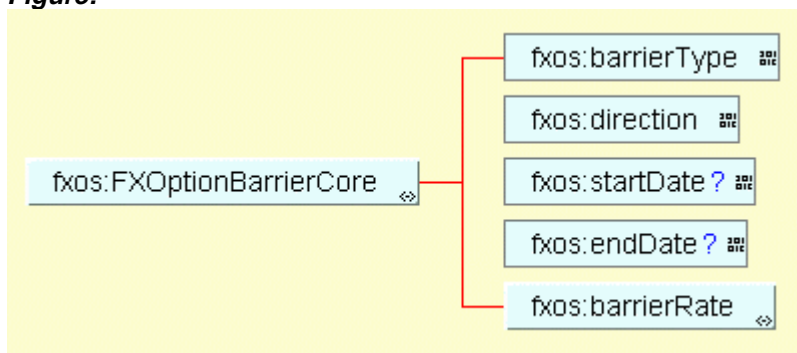 Figure:
fxos:barrierType
fxos:direction
fxos:FXOptionBarrierCore
fxos:startDate?
fxos:endDate?
fxos:barrierRate